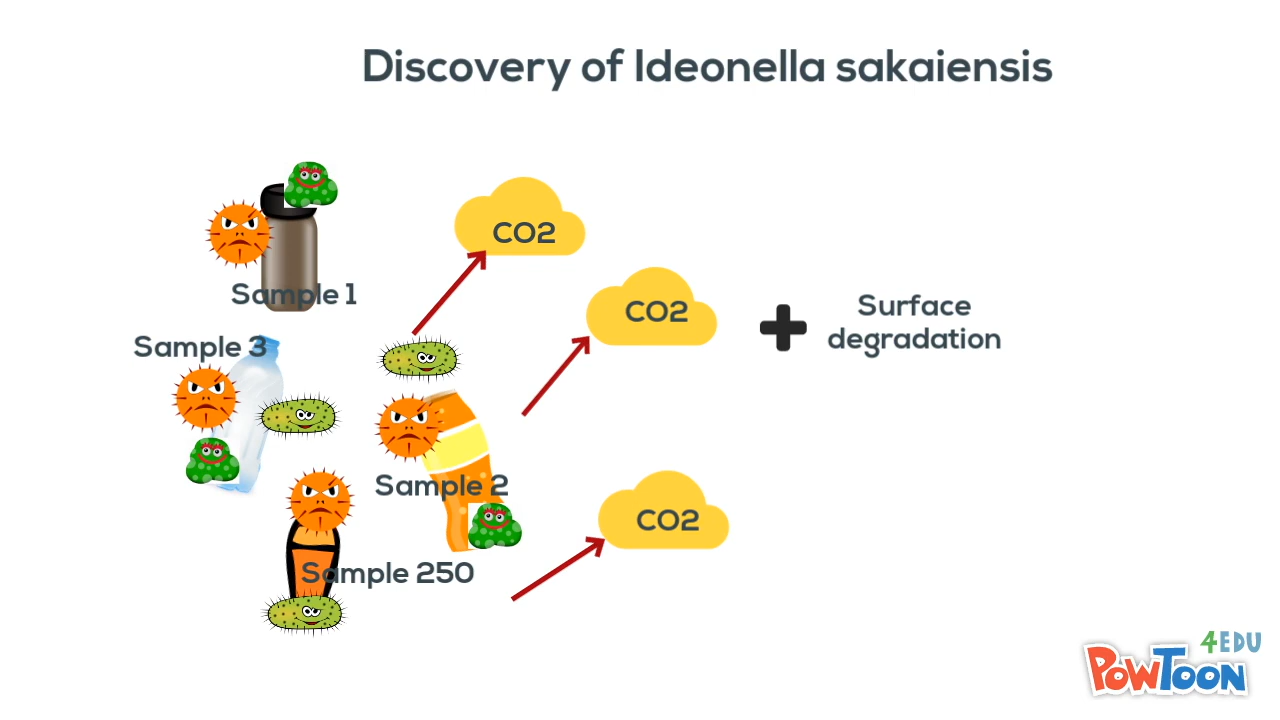 Discovery of Ideonella sakaiensis
CO2
Sample 1
CO2
Surface
degradation
Sample 3
Sample 2
CO2
Sample 250
4EDU
POWTOON